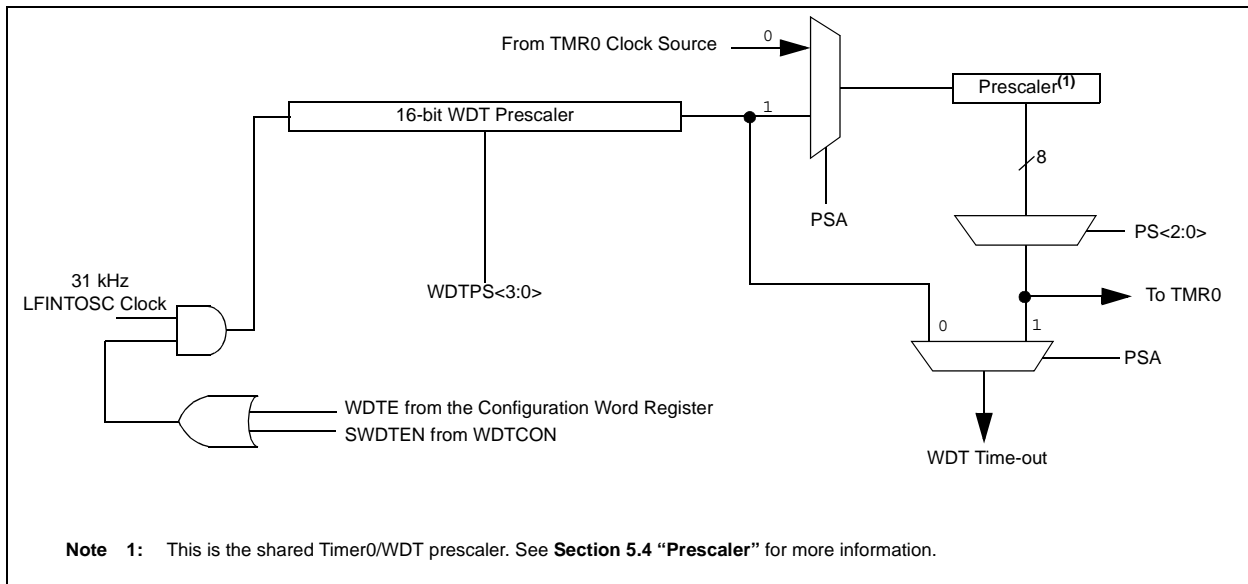 From TMR0 Clock Source
0
Prescaler(1)
16-bit WDT Prescaler
1
8
PSA
PS<2:0>
31 kHz
LFINTOSC Clock
WDTPS<3:0>
To TMR0
0
1
PSA
WDTE from the Configuration Word Register
SWDTEN from WDTCON
WDT Time-out
Note 1: This is the shared Timer0/WDT prescaler. See Section 5.4 “Prescaler” for more information.